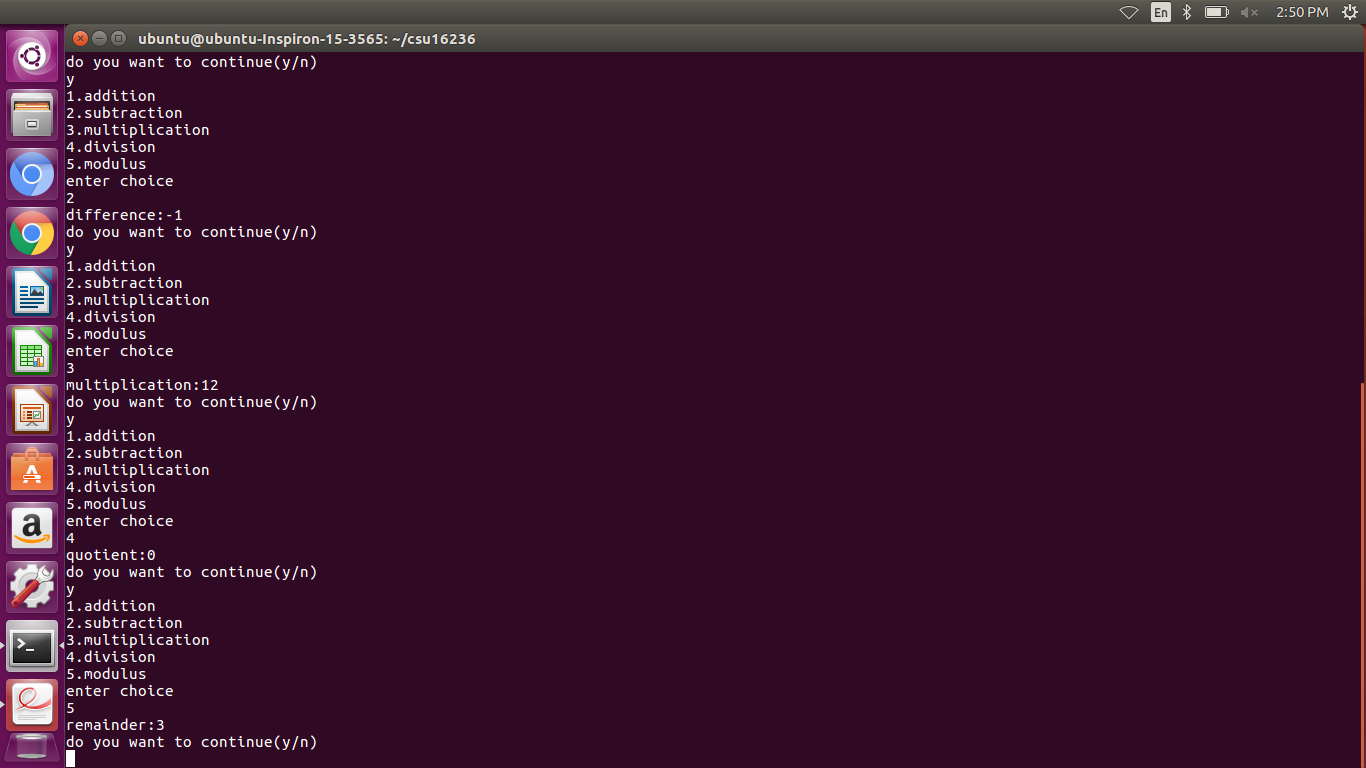 En
2:50 PM
ubuntu@ubuntu-Inspiron-15-3565: ~/csu16236
do you want to continue(y/n)
y
1.addition
2.subtraction
3.multiplication
4.division
5.modulus
enter choice
2
difference:-1
do you want to continue(y/n)
y
1.addition
2.subtraction
3.multiplication
4.division
5.modulus
enter choice
3
multiplication:12
do you want to continue(y/n)
y
1.addition
2.subtraction
3.multiplication
4.division
5.modulus
enter choice
4
quotient:0
do you want to continue(y/n)
y
1.addition
2.subtraction
3.multiplication
4.division
5.modulus
enter choice
5
remainder:3
do you want to continue(y/n)